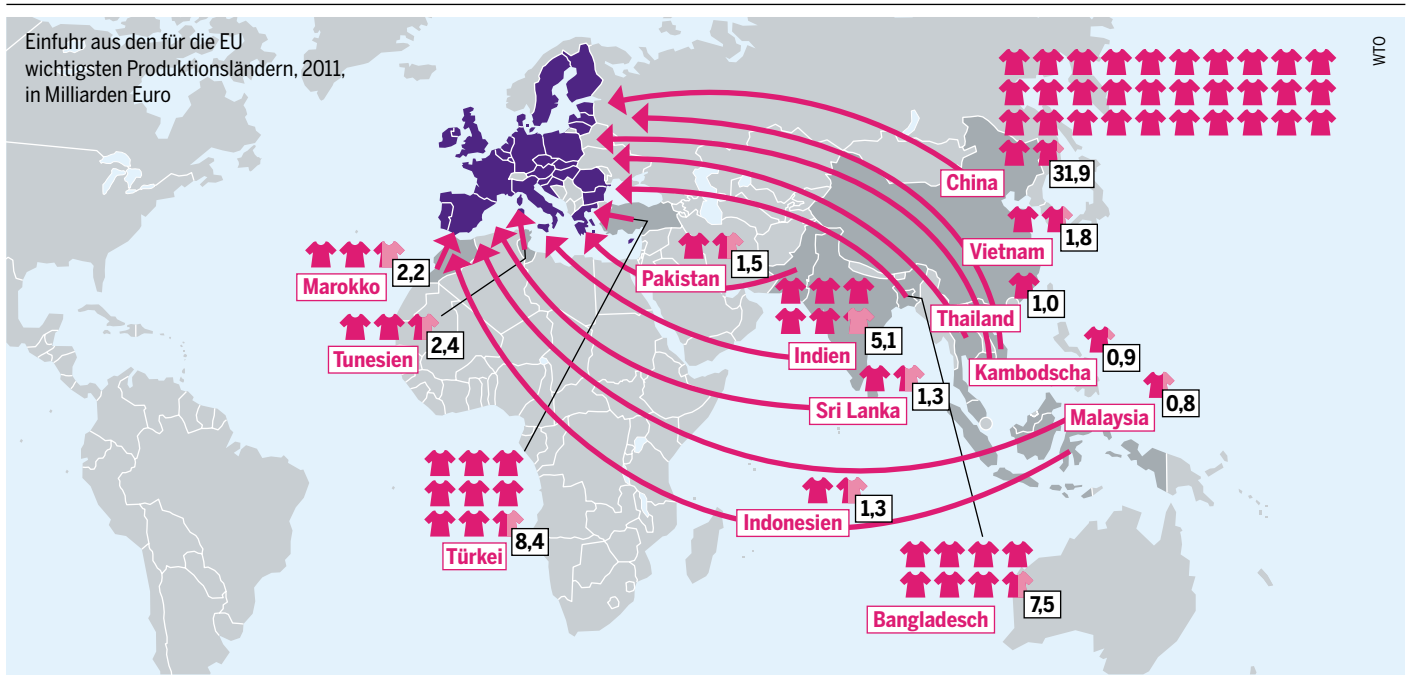 Einfuhr aus den für die EU
wichtigsten Produktionsländern, 2011,
in Milliarden Euro
WTO
China
31,9
Vietnam
1,8
Marokko
2,2
Pakistan
1,5
Thailand
1,0
Tunesien
2,4
Indien
5,1
Kambodscha
0,9
Sri Lanka
1,3
Malaysia
0,8
Indonesien
1,3
Türkei
8,4
Bangladesch
7,5